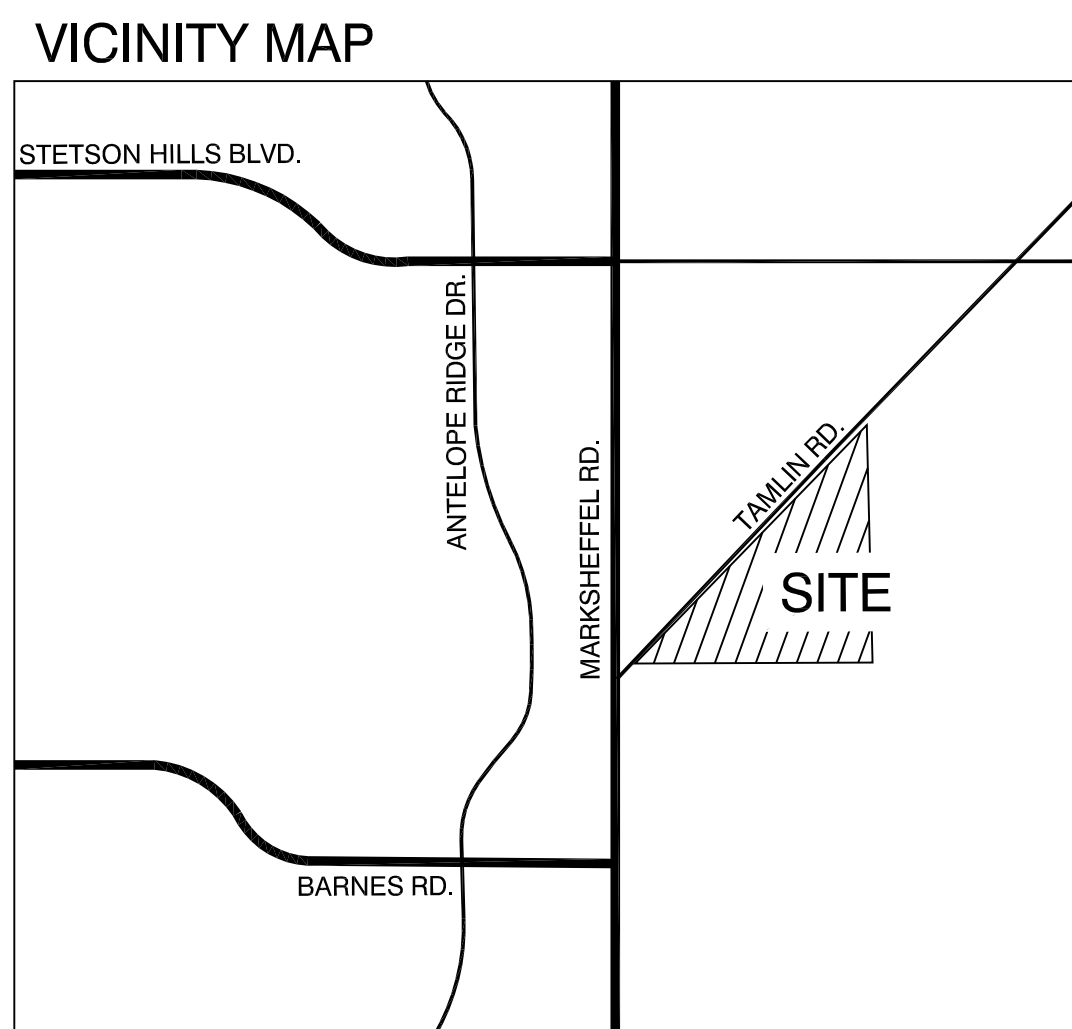 VICINITY MAP
STETSON HILLS BLVD.
ANTELOPE RIDGE DR.
MARKSHEFFEL RD.
TAMLIN RD.
SITE
BARNES RD.